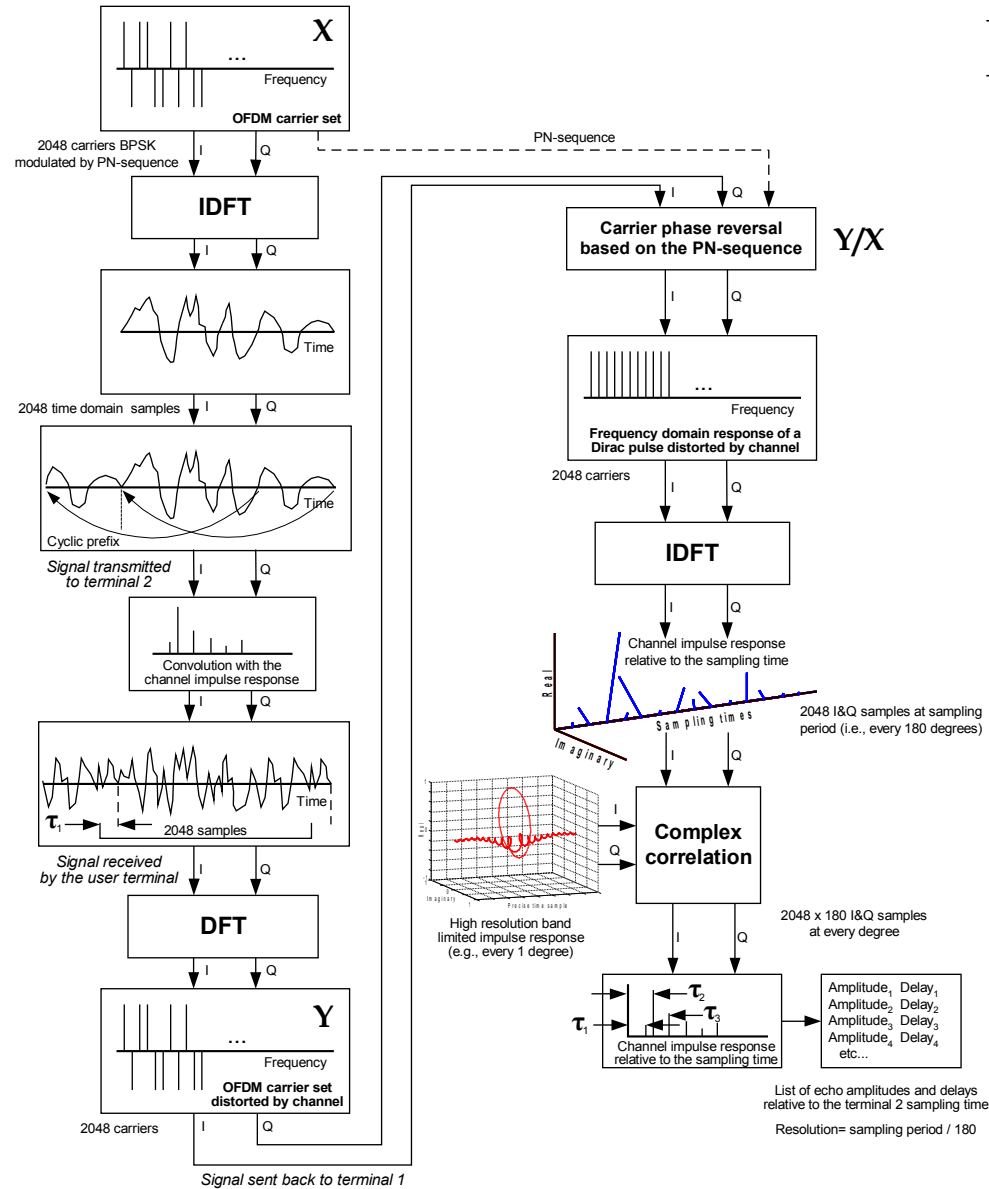 X
...
Frequency
OFDM carrier set
2048 carriers BPSK
modulated by PN-sequence
I
Q
PN-sequence
IDFT
I
Q
Time
2048 time domain samples
I
Q
Time
Cyclic prefix
Signal transmitted
to terminal 2
I
Q
Convolution with the
channel impulse response
I
Q
Time
τ1
2048 samples
Signal received
by the user terminal
I
Q
DFT
I
Q
Y
...
Frequency
OFDM carrier set
distorted by channel
2048 carriers
I
Q
Signal sent back to terminal 1
I
Q
Carrier phase reversal
based on the PN-sequence
Y/X
I
Q
...
Frequency
Frequency domain response of a
Dirac pulse distorted by channel
2048 carriers
I
Q
IDFT
I
Q
Channel impulse response
relative to the sampling time
Real
Imaginary
Sampling times
2048 I&Q samples at sampling
period (i.e., every 180 degrees)
I
Q
Imaginary
Precise time sample
High resolution band
limited impulse response
(e.g., every 1 degree)
I
Q
Complex
correlation
2048 x 180 I&Q samples
at every degree
I
Q
τ2
τ3
τ1
Channel impulse response
relative to the sampling time
Amplitude1 Delay1
Amplitude2 Delay2
Amplitude3 Delay3
Amplitude4 Delay4
etc...
List of echo amplitudes and delays
relative to the terminal 2 sampling time
Resolution= sampling period / 180